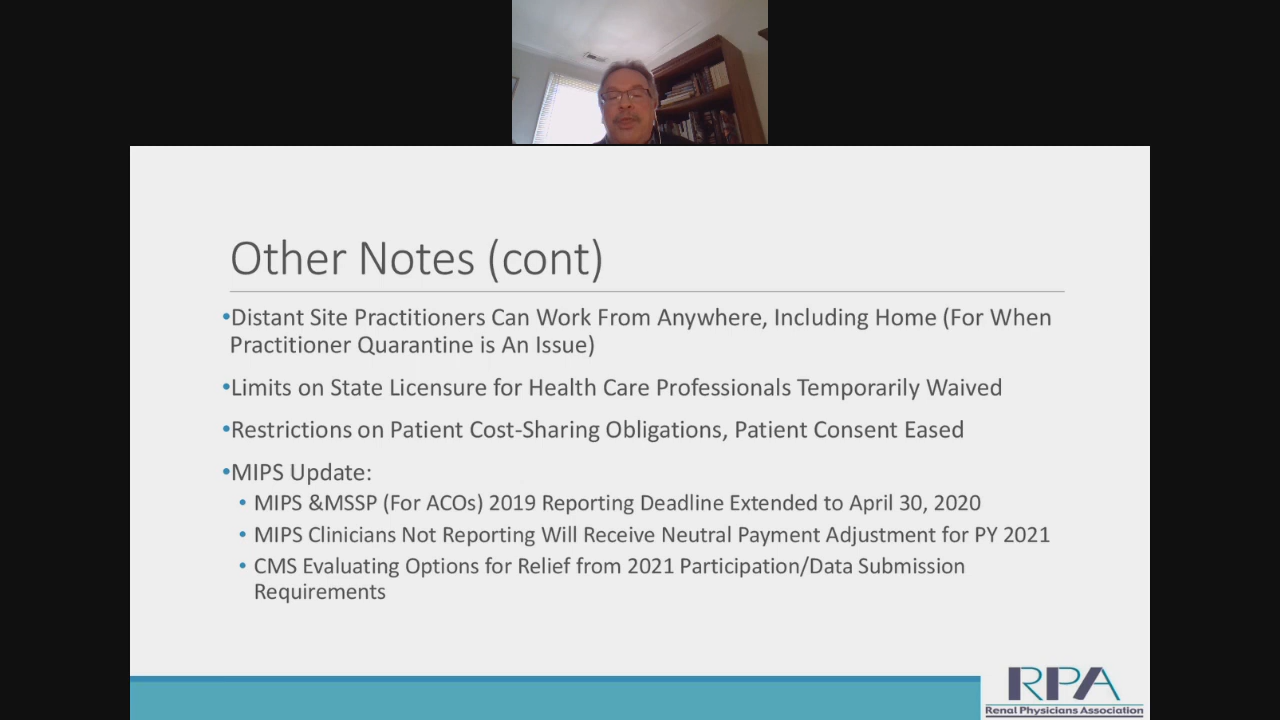 Other Notes (cont)
•Distant Site Practitioners Can Work From Anywhere, Including Home (For When
Practitioner Quarantine is An Issue)
•Limits on State Licensure for Health Care Professionals Temporarily Waived
•Restrictions on Patient Cost-Sharing Obligations, Patient Consent Eased
•MIPS Update:
• MIPS &MSSP (For ACOs) 2019 Reporting Deadline Extended to April 30, 2020
• MIPS Clinicians Not Reporting Will Receive Neutral Payment Adjustment for PY 2021
• CMS Evaluating Options for Relief from 2021 Participation/Data Submission
Requirements
RPA
Renal Physicians Association